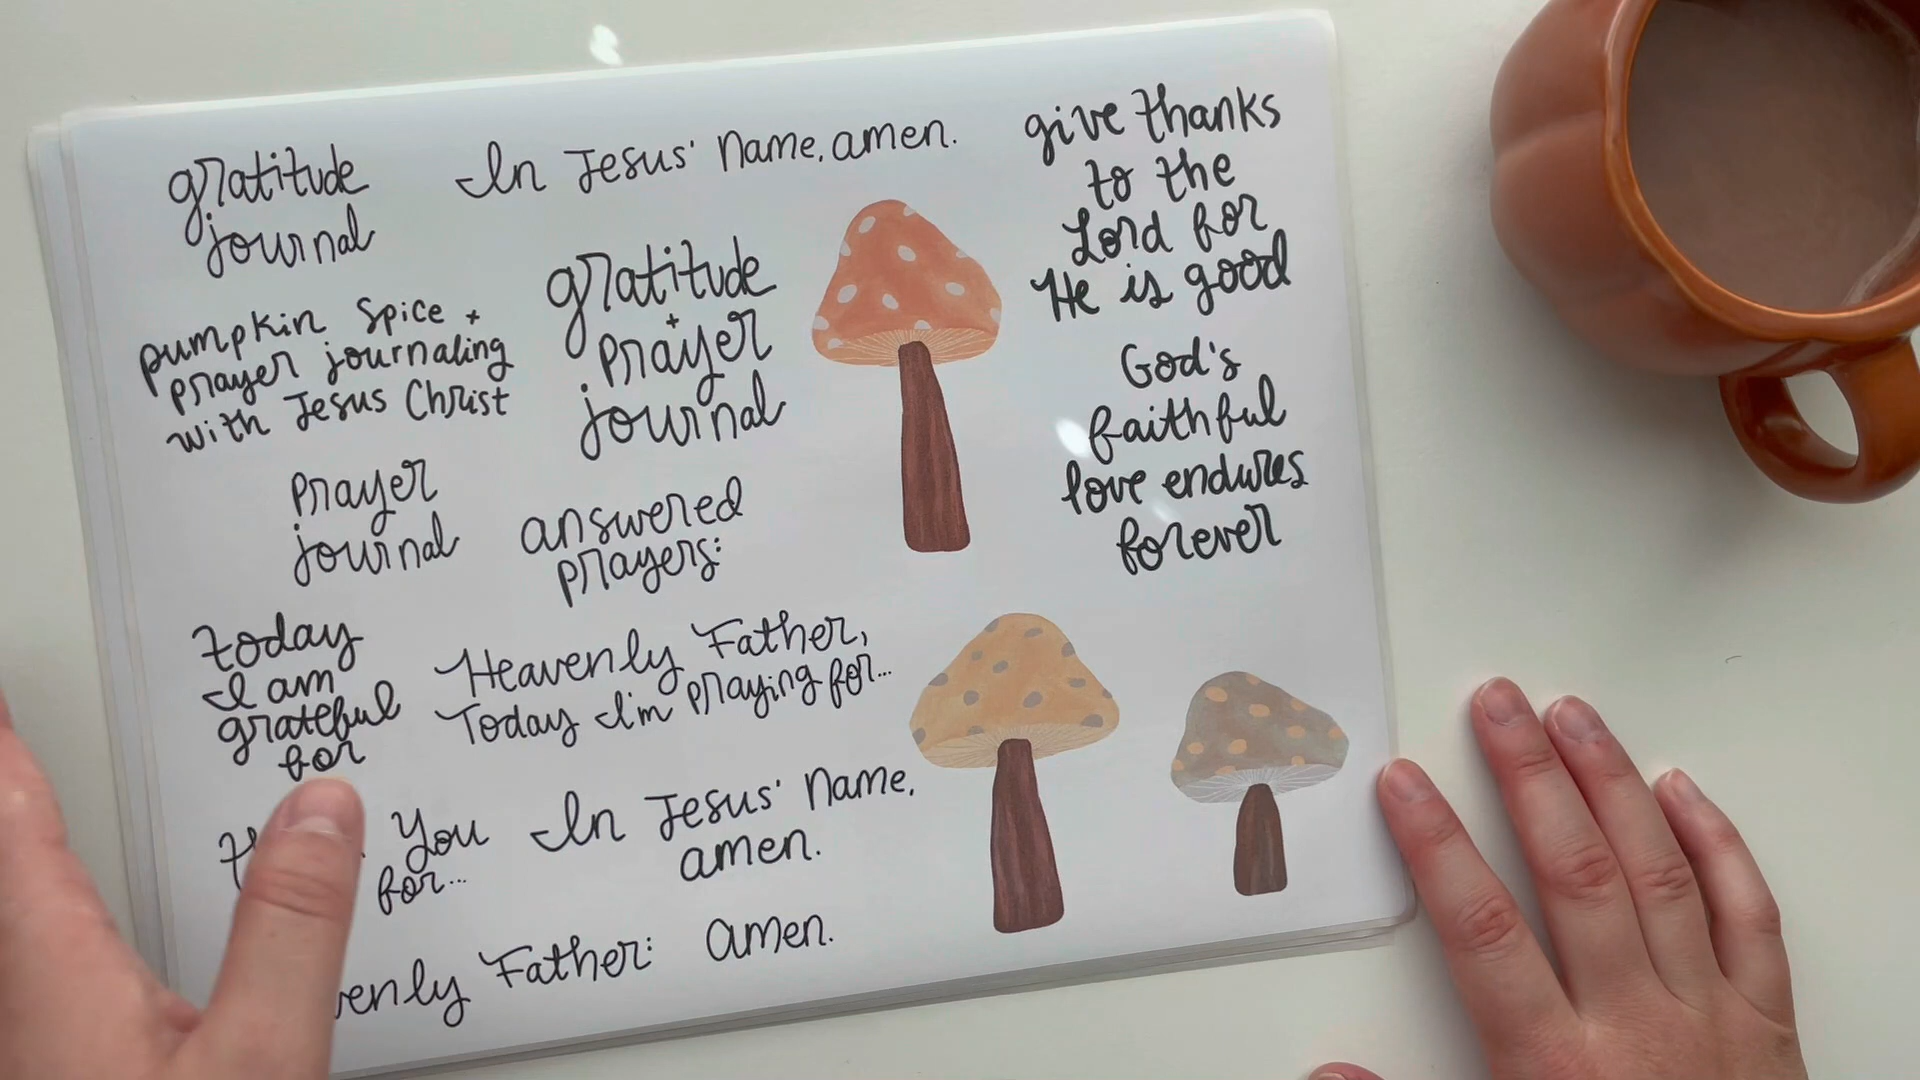 gratitude
journal
In Jesus' Name, amen.
give thanks
to the
Lord for
He is good
pumpkin spice +
prayer journaling
with Jesus Christ
gratitude
+
prayer
journal
God's
faithful
love endures
forever
prayer
journal
answered
prayers:
today
I am
grateful
for
Heavenly Father,
Today I'm praying for...
You
for...
In Jesus' Name,
amen.
Father:
amen.